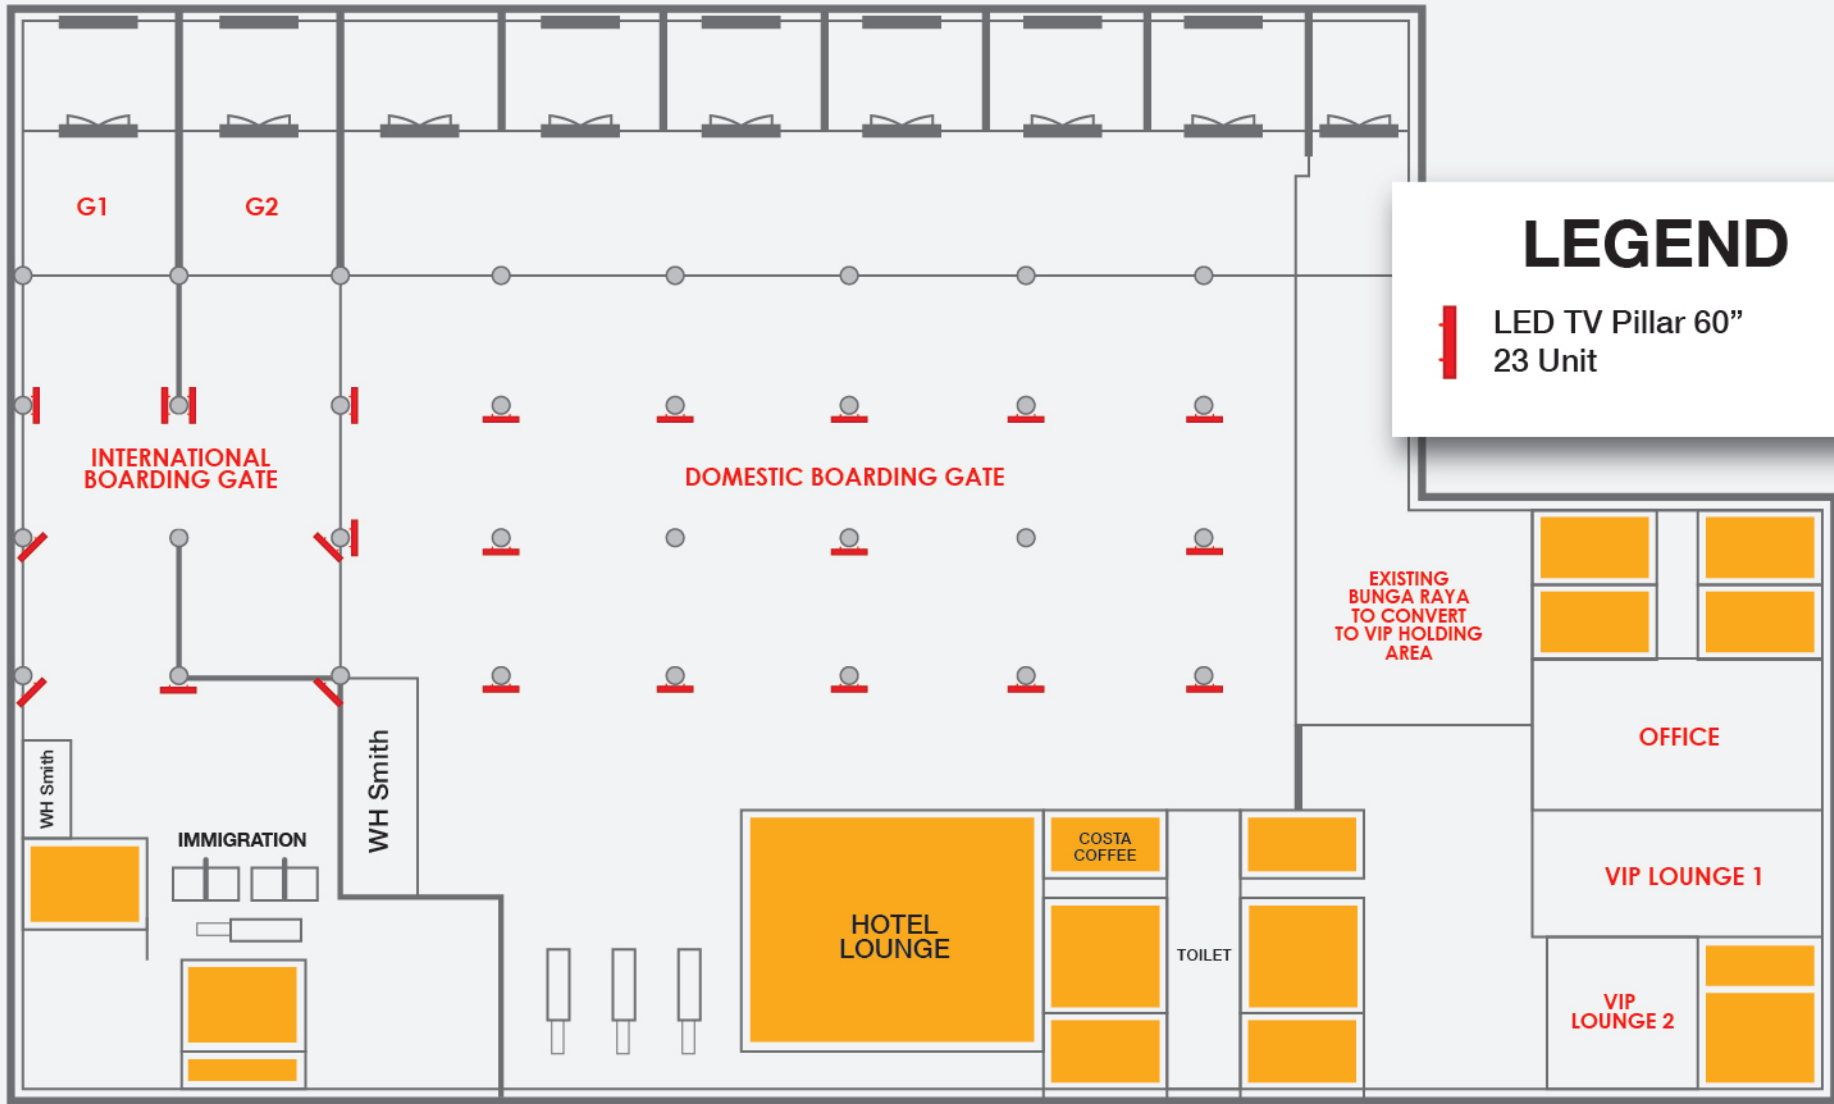 G1
G2
LEGEND
LED TV Pillar 60”
23 Unit
INTERNATIONAL
BOARDING GATE
DOMESTIC BOARDING GATE
EXISTING
BUNGA RAYA
TO CONVERT
TO VIP HOLDING
AREA
OFFICE
WH Smith
WH Smith
IMMIGRATION
COSTA
COFFEE
HOTEL
LOUNGE
TOILET
VIP LOUNGE 1
VIP
LOUNGE 2